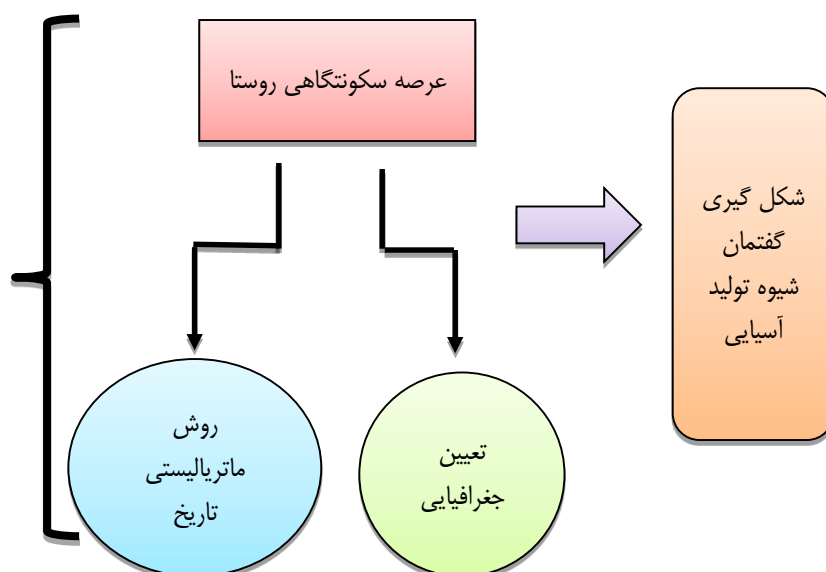 عرصه سکونتگاهی روستا
شکل گیری
گفتمان
شیوه تولید
آسیایی
تعیین
جغرافیایی
روش
ماتریالیستی
تاریخ